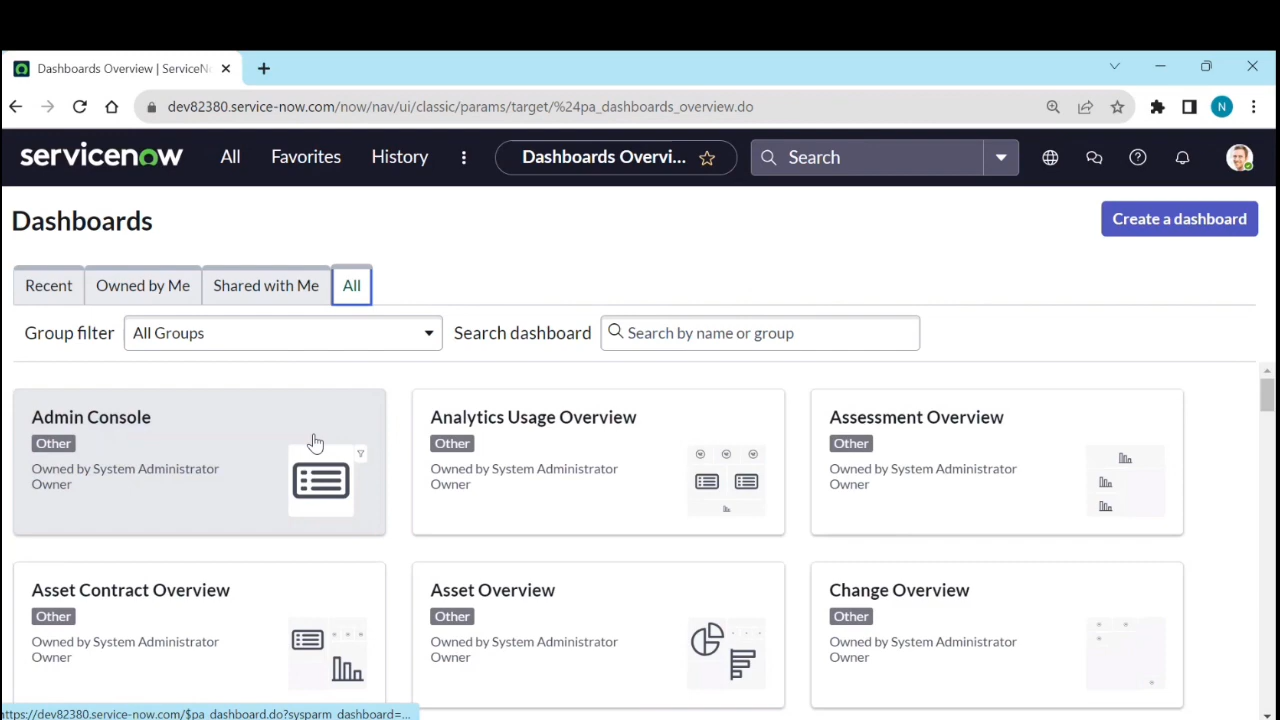 Dashboards Overview | ServiceN
dev82380.service-now.com/now/nav/ui/classic/params/target/%24pa_dashboards_overview.do
N
servicenow
All
Favorites
History
Dashboards Overvi...
Search
Dashboards
Create a dashboard
Recent
Owned by Me
Shared with Me
All
Group filter
All Groups
Search dashboard
Search by name or group
Admin Console
Other
Owned by System Administrator
Owner
Analytics Usage Overview
Other
Owned by System Administrator
Owner
Assessment Overview
Other
Owned by System Administrator
Owner
Asset Contract Overview
Other
Owned by System Administrator
Owner
Asset Overview
Other
Owned by System Administrator
Owner
Change Overview
Other
Owned by System Administrator
Owner
ttps://dev82380.service-now.com/$pa_dashboard.do?sysparm_dashboard=...